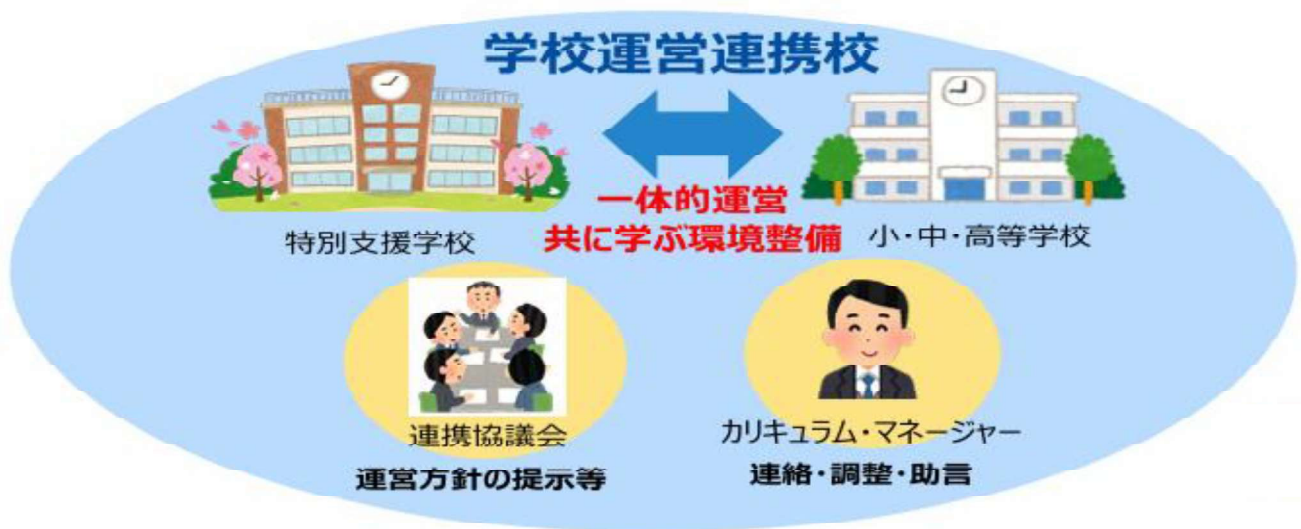 学校運営連携校
一体的運営
共に学ぶ環境整備
特別支援学校
小・中・高等学校
連携協議会
運営方針の提示等
カリキュラム・マネージャー
連絡・調整・助言